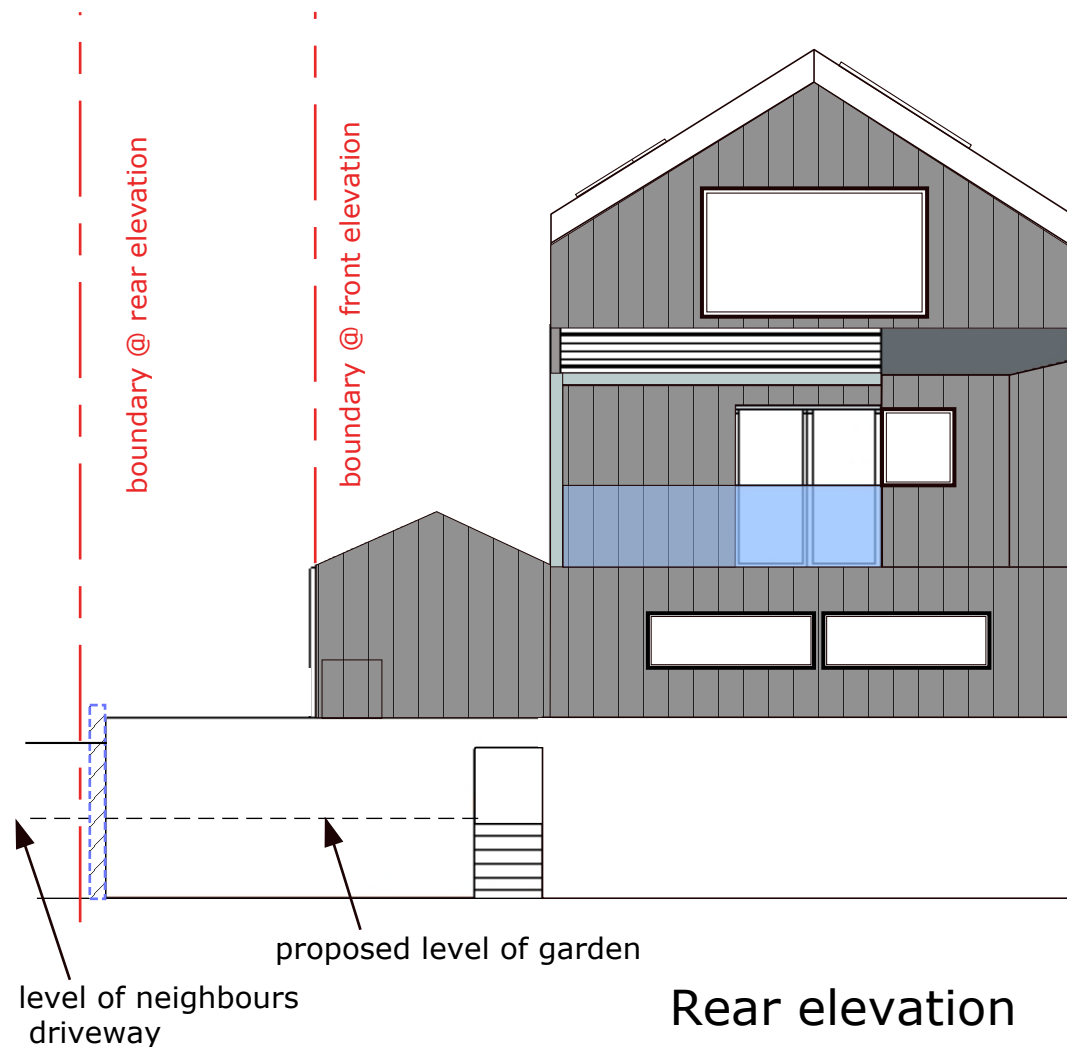 boundary @ rear elevation
boundary @ front elevation
proposed level of garden
level of neighbours
driveway
Rear elevation